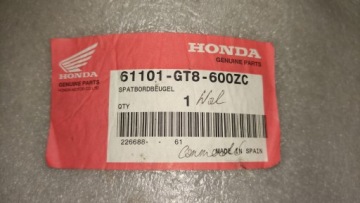 HONDA
GENUINE PARTS
HONDA
GENUINE PARTS
61101-GT8-600ZC
SPATBORDBEUGEL
QTY 1
226688- - 61
MADE IN SPAIN